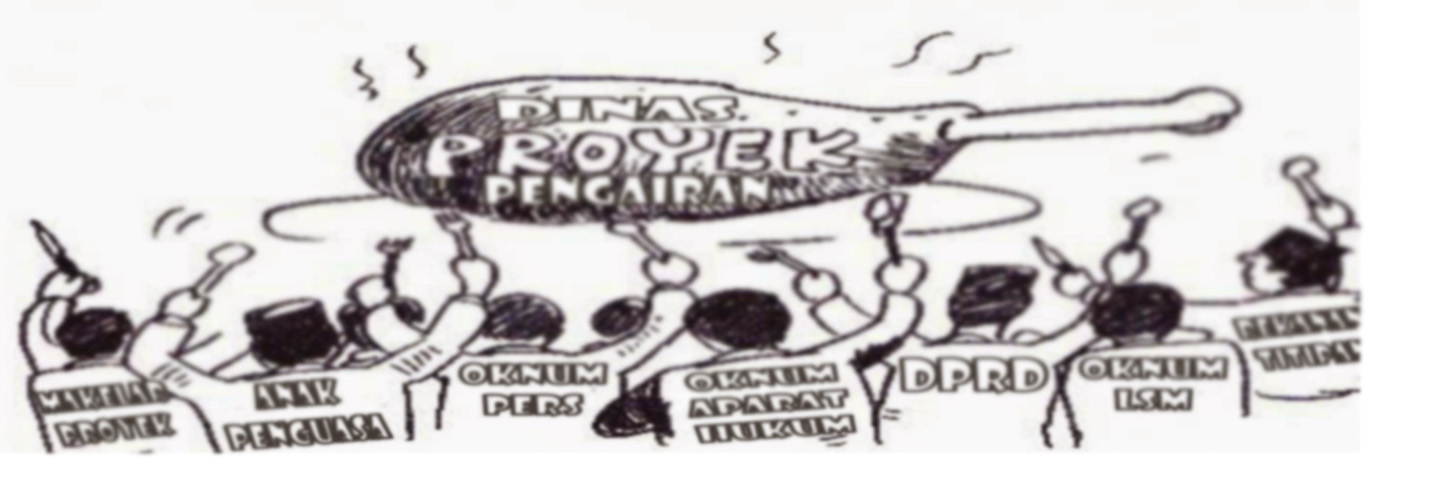 DINAS
PROYEK
PENGAIRAN
MAKELAR
PROYEK
ANAK
PENGUASA
OKNUM
PERS
OKNUM
APARAT
HUKUM
DPRD
OKNUM
LSM